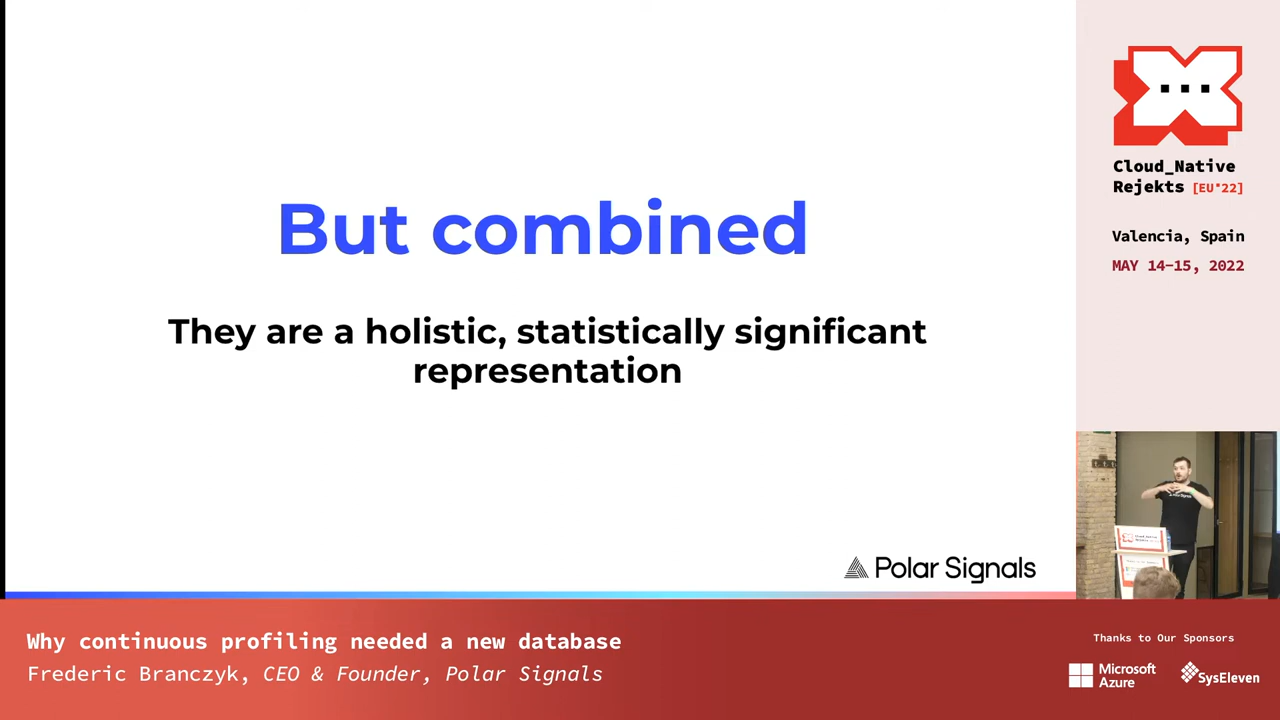 But combined
They are a holistic, statistically significant
representation
Polar Signals
Cloud_Native
Rejekts [EU*22]
Valencia, Spain
MAY 14-15, 2022
Why continuous profiling needed a new database
Frederic Branczyk, CEO & Founder, Polar Signals
Thanks to Our Sponsors
Microsoft
Azure
SysEleven